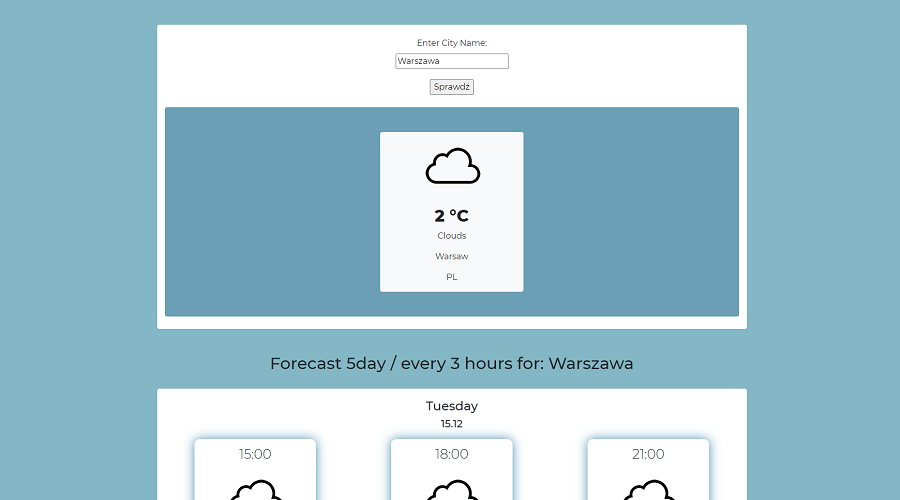 Enter City Name:
Warszawa
Sprawdź
2 °C
Clouds
Warsaw
PL
Forecast 5day / every 3 hours for: Warszawa
Tuesday
15.12
15:00 18:00 21:00